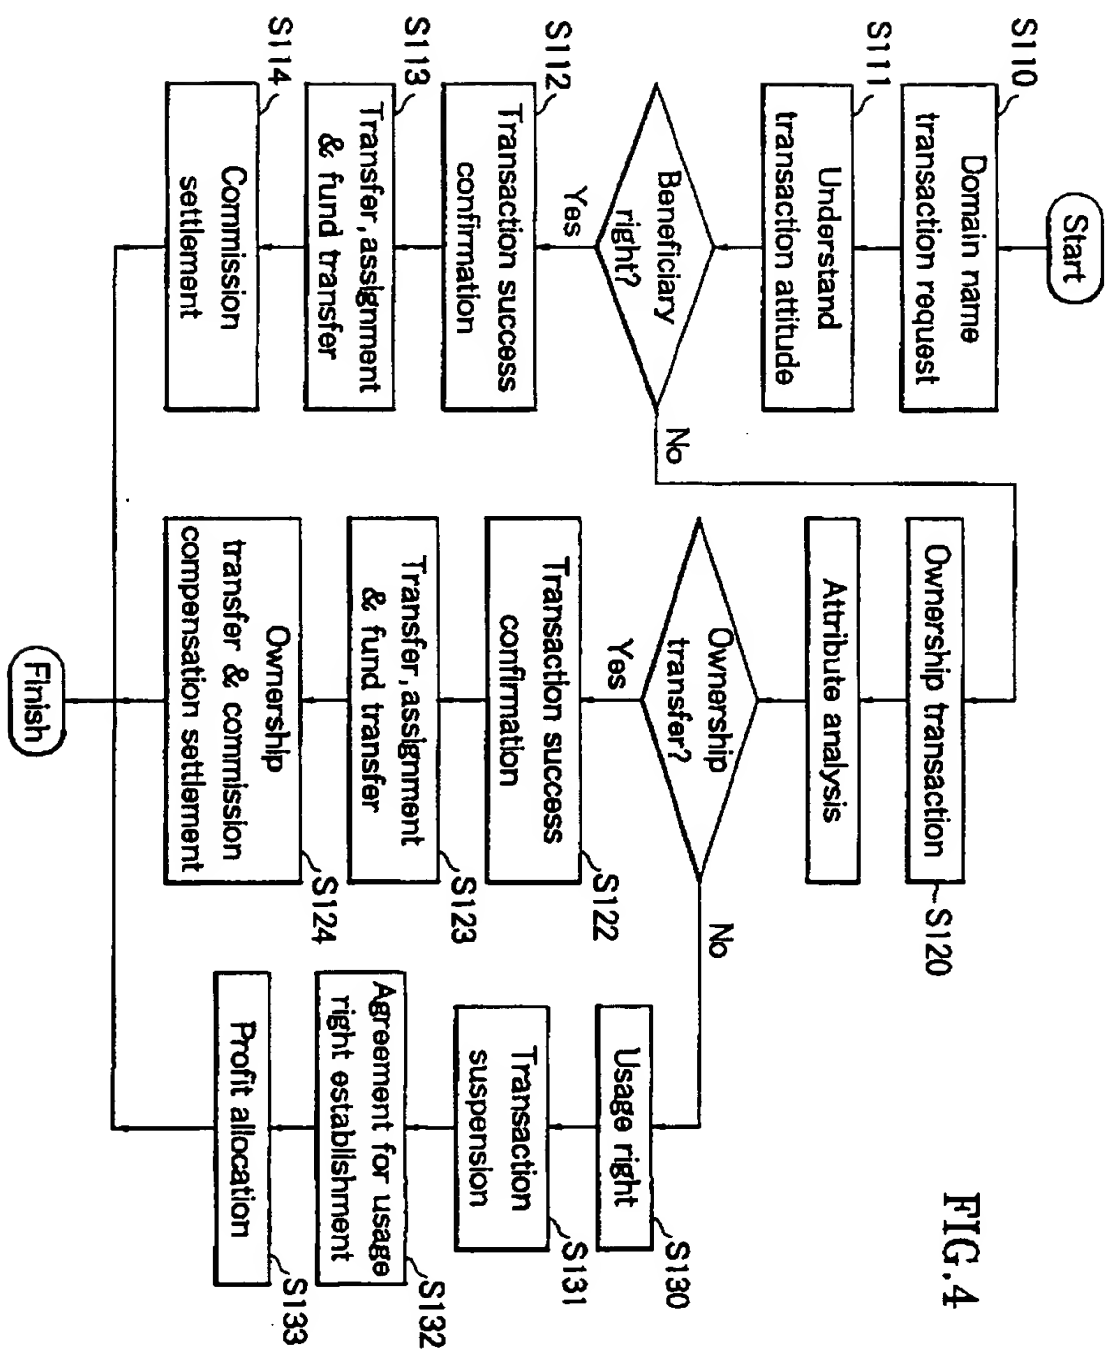 FIG.4
Start
S110
Domain name
transaction request
S111
Understand
transaction attitude
Beneficiary
right?
Yes
No
S112
Transaction success
confirmation
S113
Transfer, assignment
& fund transfer
S114
Commission
settlement
Ownership transaction
S120
Attribute analysis
Ownership
transfer?
Yes
No
Transaction success
confirmation
S122
Transfer, assignment
& fund transfer
S123
Ownership
transfer & commission
compensation settlement
S124
Usage right
S130
Transaction
suspension
S131
Agreement for usage
right establishment
S132
Profit allocation
S133
Finish